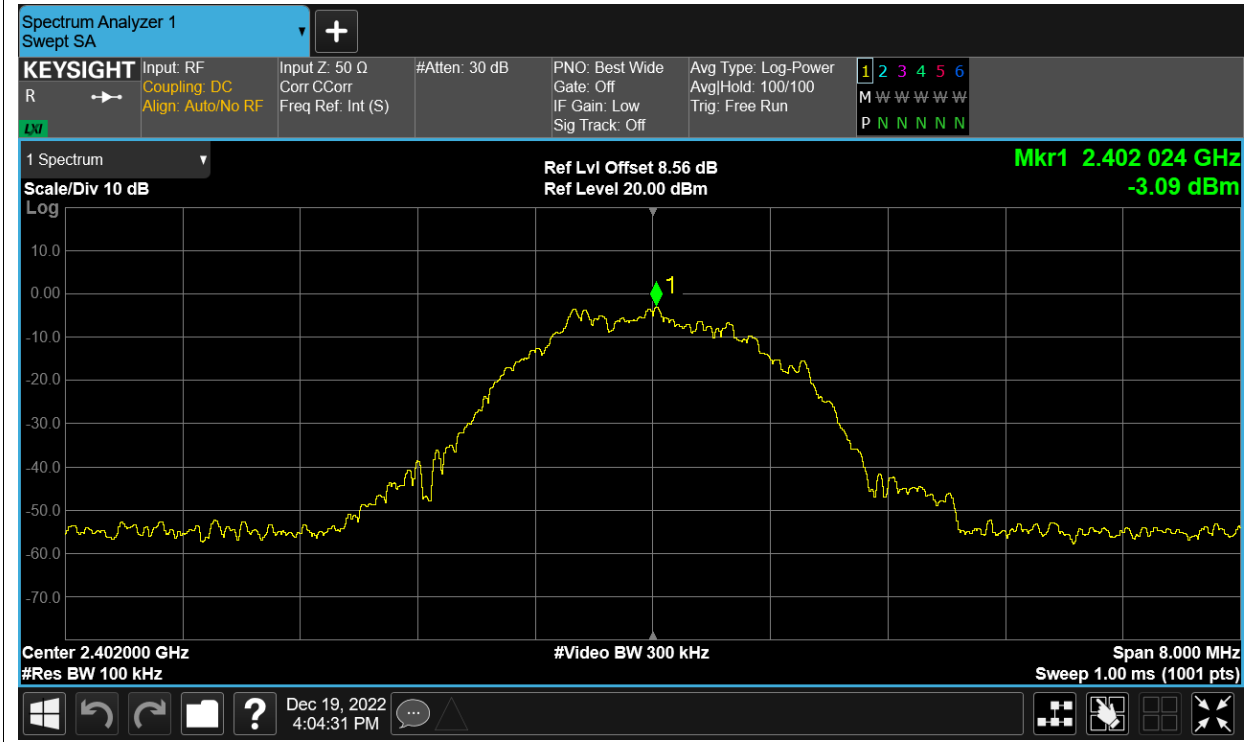 Spectrum Analyzer 1
Swept SA
KEYSIGHT
R
LXI
Input: RF
Coupling: DC
Align: Auto/No RF
Input Z: 50 Ω
Corr CCorr
Freq Ref: Int (S)
#Atten: 30 dB
PNO: Best Wide
Gate: Off
IF Gain: Low
Sig Track: Off
Avg Type: Log-Power
Avg|Hold: 100/100
Trig: Free Run
1 2 3 4 5 6
M W W W W W
P N N N N N
1 Spectrum
Scale/Div 10 dB
Ref Lvl Offset 8.56 dB
Ref Level 20.00 dBm
Mkr1 2.402 024 GHz
-3.09 dBm
Log
10.0
0.00
-10.0
-20.0
-30.0
-40.0
-50.0
-60.0
-70.0
1
Center 2.402000 GHz
#Res BW 100 kHz
#Video BW 300 kHz
Span 8.000 MHz
Sweep 1.00 ms (1001 pts)
?
Dec 19, 2022
4:04:31 PM